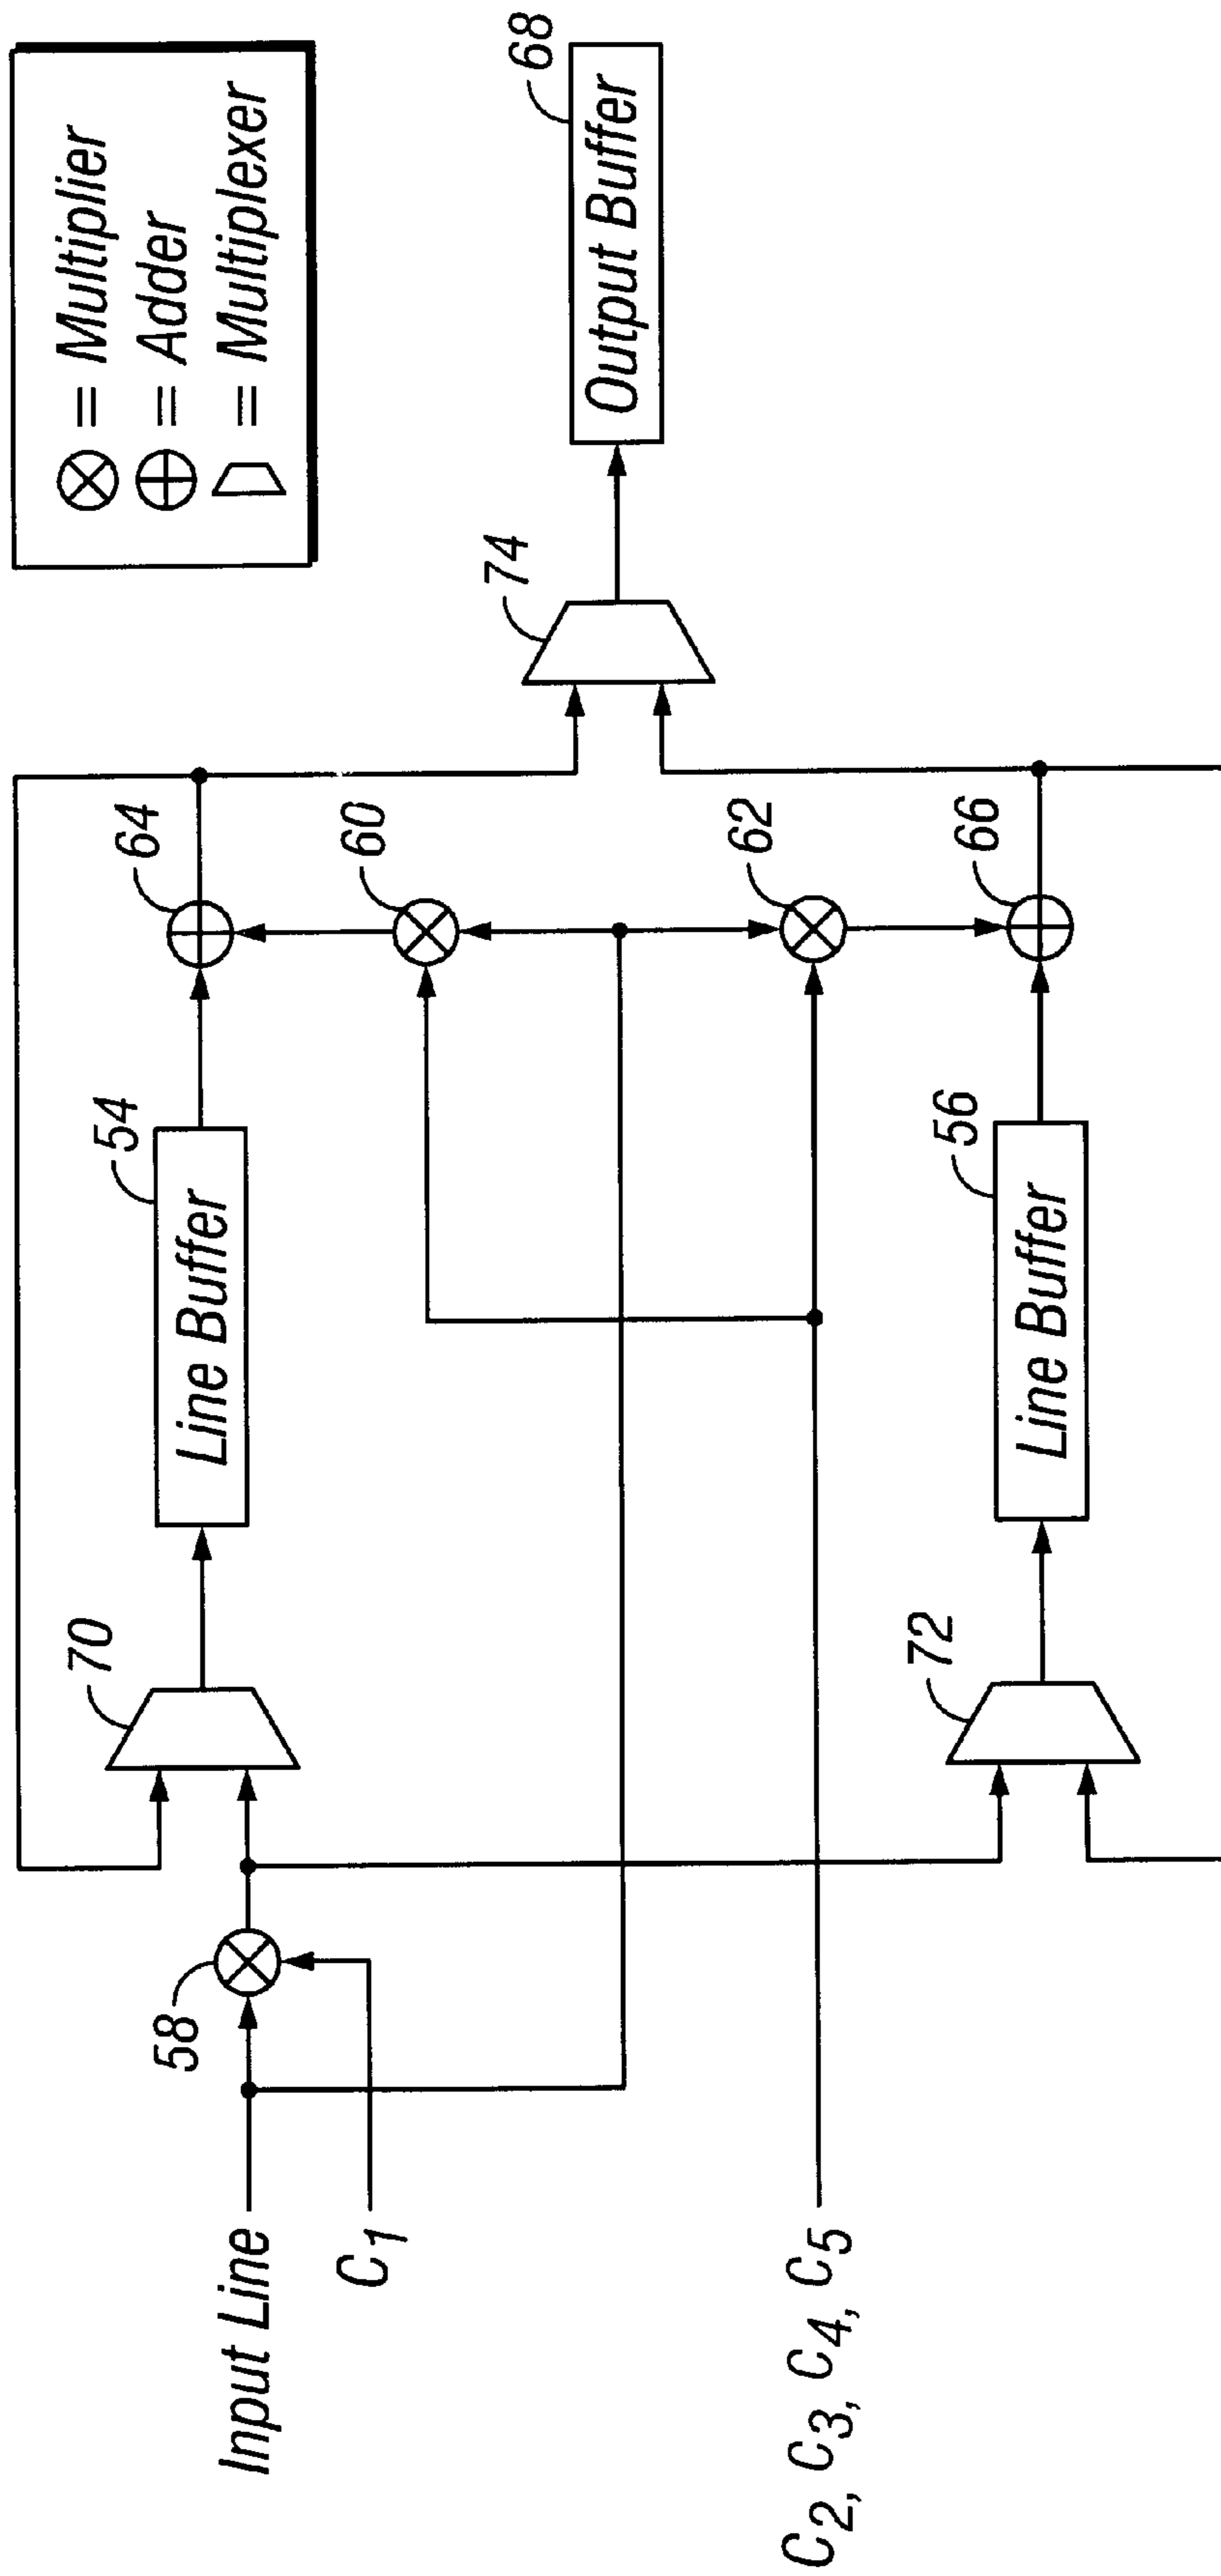 ⊗ = Multiplier
⊕ = Adder
= Multiplexer
70
54
64
Line Buffer
58
60
74
68
Output Buffer
Input Line
C1
62
C2, C3, C4, C5
72
56
66
Line Buffer